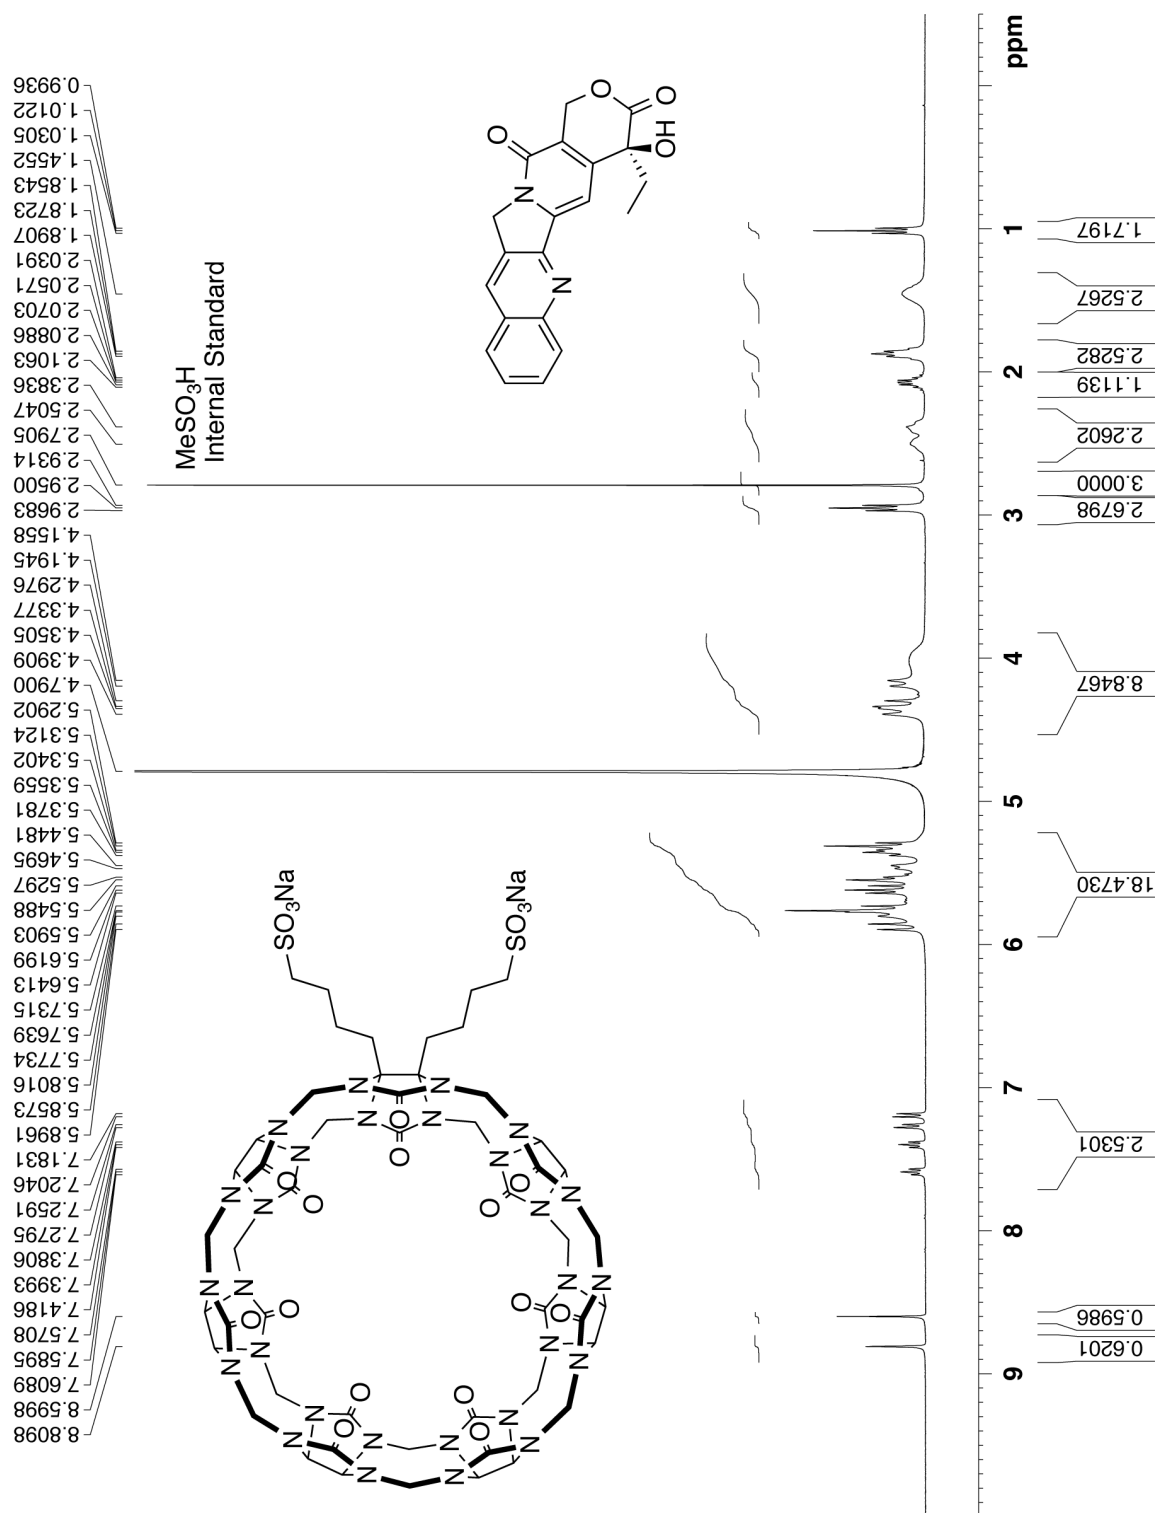 0.9936
1.0122
1.0305
1.4552
1.8543
1.8723
1.8907
2.0391
2.0571
2.0703
2.0886
2.1063
2.3836
2.5047
2.7905
2.9314
2.9500
2.9683
4.1558
4.1945
4.2976
4.3377
4.3505
4.3909
4.7900
5.2902
5.3124
5.3402
5.3559
5.3781
5.4481
5.4695
5.5297
5.5488
5.5903
5.6199
5.6413
5.7315
5.7639
5.7734
5.8016
5.8573
5.8961
7.1831
7.2046
7.2591
7.2795
7.3806
7.3993
7.4186
7.5708
7.5895
7.6089
8.5998
8.8098
MeSO3H
Internal Standard
O
N
N
O
O
OH
SO3Na
SO3Na
N
N
N
N
O
O
N
N
N
N
O
O
N
N
N
N
O
O
N
N
N
N
O
O
N
N
N
N
O
O
N
N
N
N
O
O
N
N
N
N
O
O
ppm
1
2
3
4
5
6
7
8
9
1.7197
2.5267
2.5282
1.1139
2.2602
3.0000
2.6798
8.8467
18.4730
2.5301
0.5986
0.6201